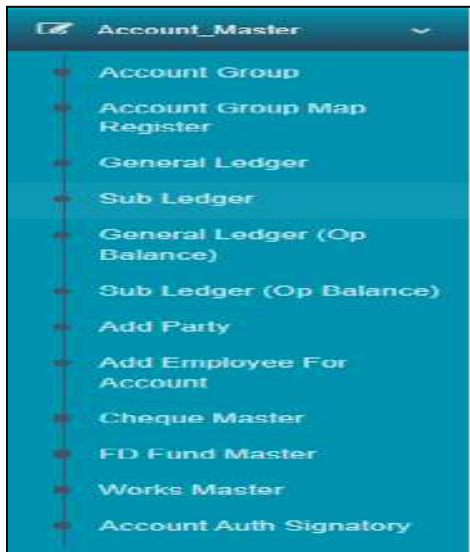 Account_Master
Account Group
Account Group Map
Register
General Ledger
Sub Ledger
General Ledger (Op
Balance)
Sub Ledger (Op Balance)
Add Party
Add Employee For
Account
Cheque Master
FD Fund Master
Works Master
Account Auth Signatory